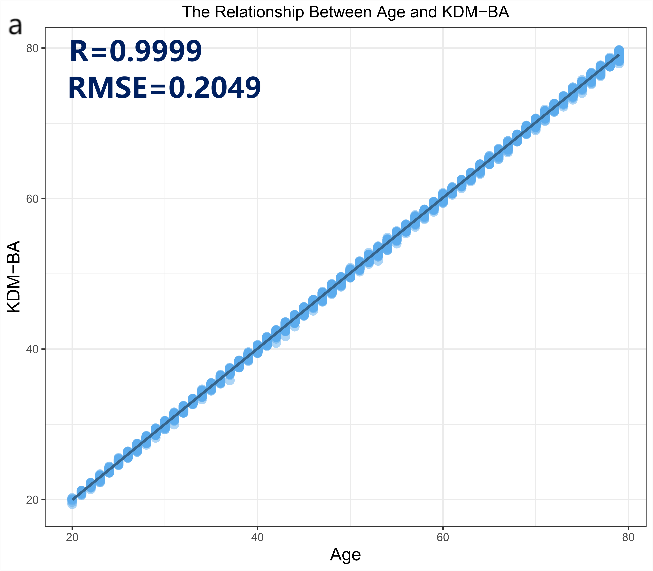 a
The Relationship Between Age and KDM−BA
R=0.9999
RMSE=0.2049
80
60
40
20
KDM−BA
20 40 60 80
Age